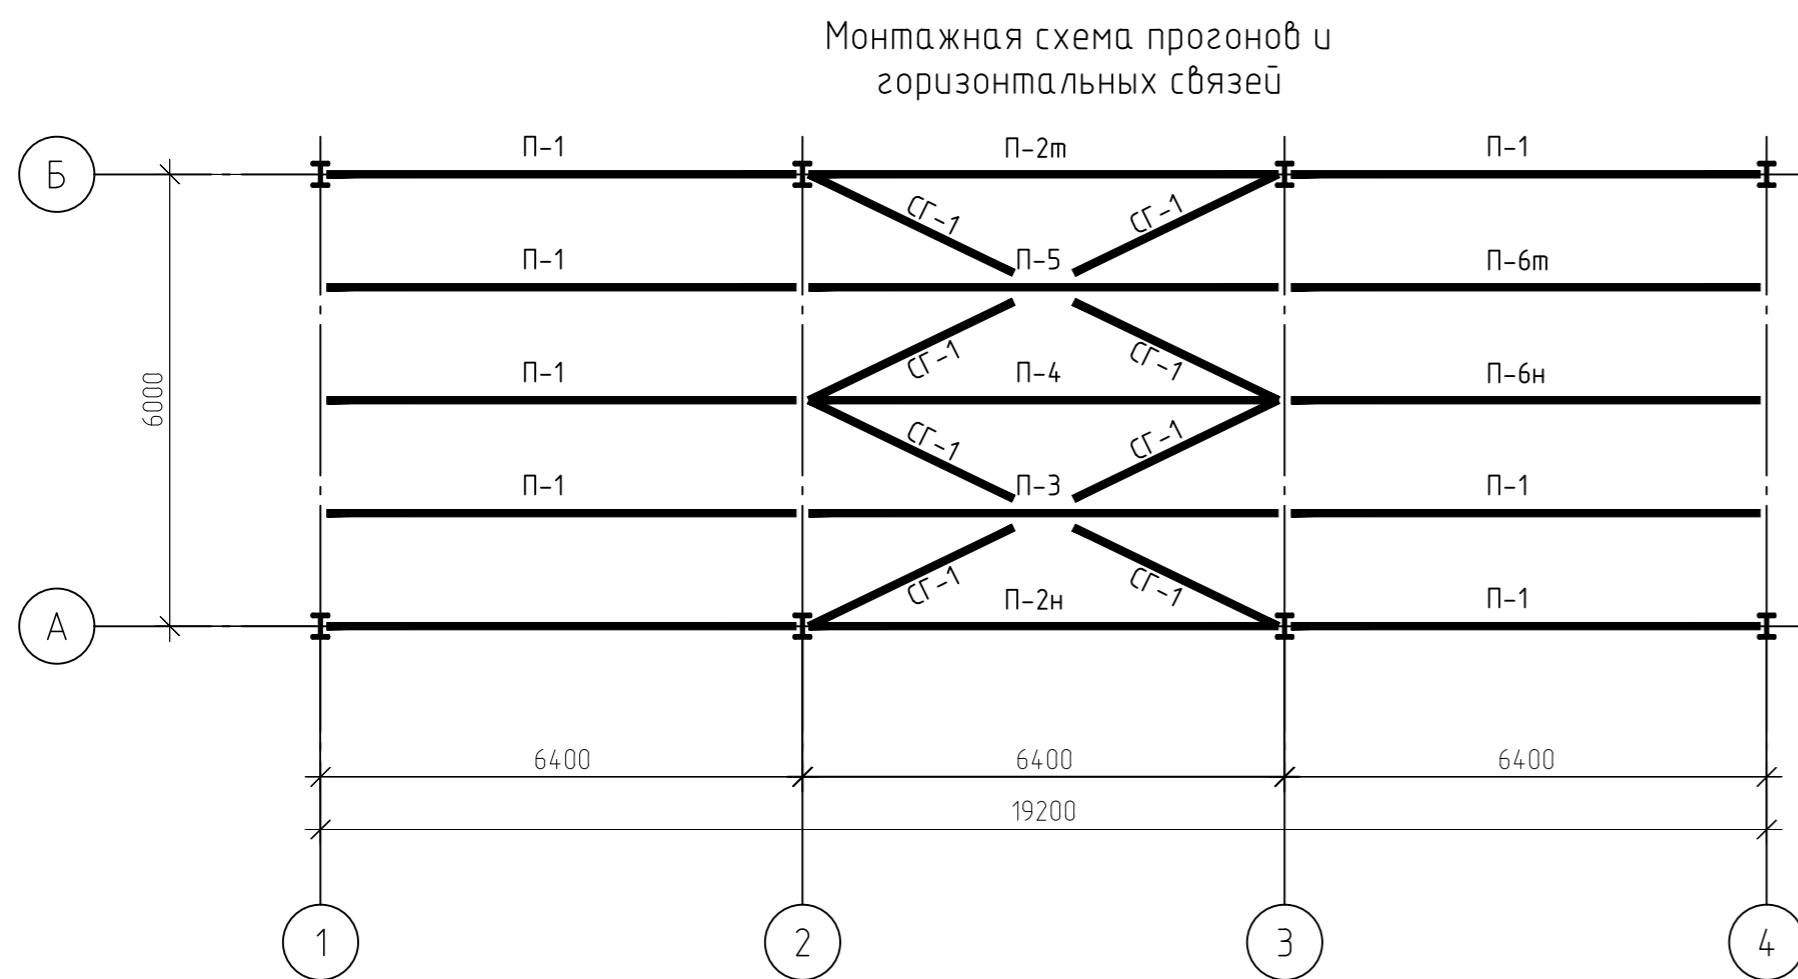 Монтажная схема прогонов и
горизонтальных связей
Б
П-1
П-2т
П-1
СГ-1
СГ-1
П-1
П-5
П-6т
СГ-1
СГ-1
П-1
П-4
П-6н
6000
СГ-1
СГ-1
П-1
П-3
П-1
СГ-1
СГ-1
П-2н
П-1
А
6400
6400
6400
19200
1
2
3
4